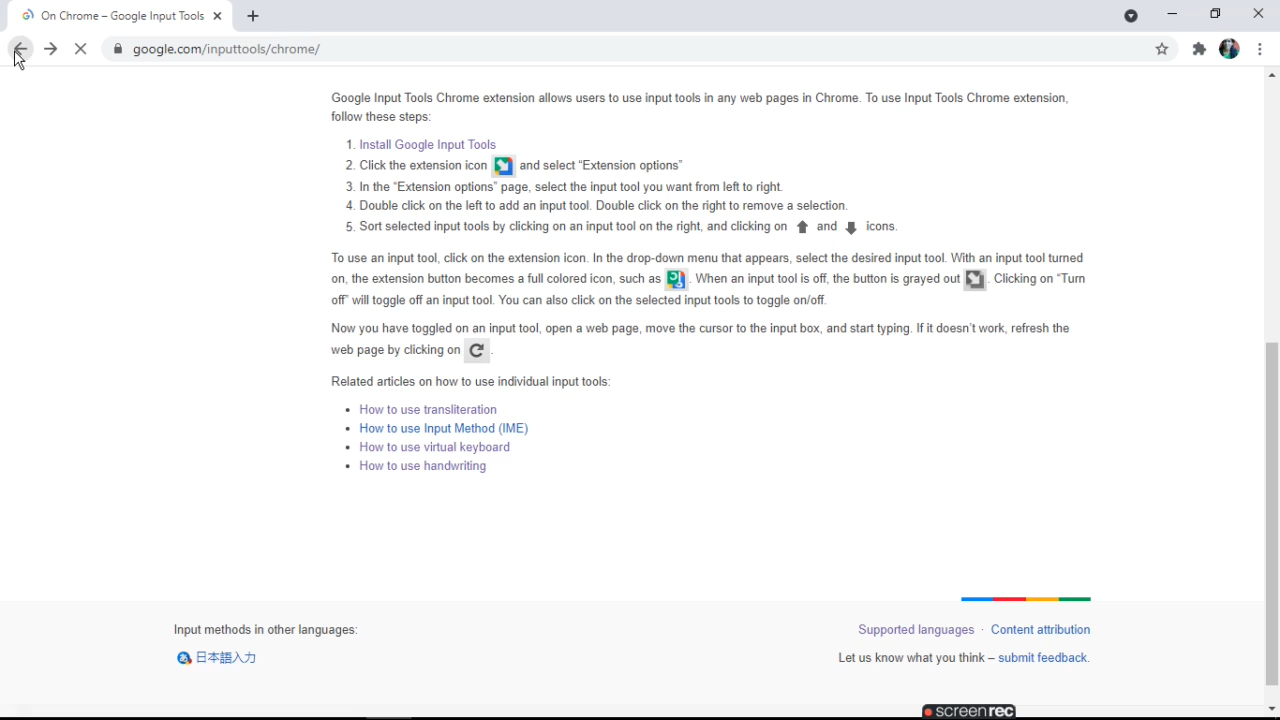 On Chrome – Google Input Tools
google.com/inputtools/chrome/
Google Input Tools Chrome extension allows users to use input tools in any web pages in Chrome. To use Input Tools Chrome extension,
follow these steps:
1. Install Google Input Tools
2. Click the extension icon and select “Extension options”
3. In the “Extension options” page, select the input tool you want from left to right.
4. Double click on the left to add an input tool. Double click on the right to remove a selection.
5. Sort selected input tools by clicking on an input tool on the right, and clicking on and icons.
To use an input tool, click on the extension icon. In the drop-down menu that appears, select the desired input tool. With an input tool turned
on, the extension button becomes a full colored icon, such as . When an input tool is off, the button is grayed out . Clicking on “Turn
off” will toggle off an input tool. You can also click on the selected input tools to toggle on/off.
Now you have toggled on an input tool, open a web page, move the cursor to the input box, and start typing. If it doesn't work, refresh the
web page by clicking on .
Related articles on how to use individual input tools:
• How to use transliteration
• How to use Input Method (IME)
• How to use virtual keyboard
• How to use handwriting
Input methods in other languages:
Supported languages · Content attribution
日本語入力
Let us know what you think – submit feedback.
screenrec